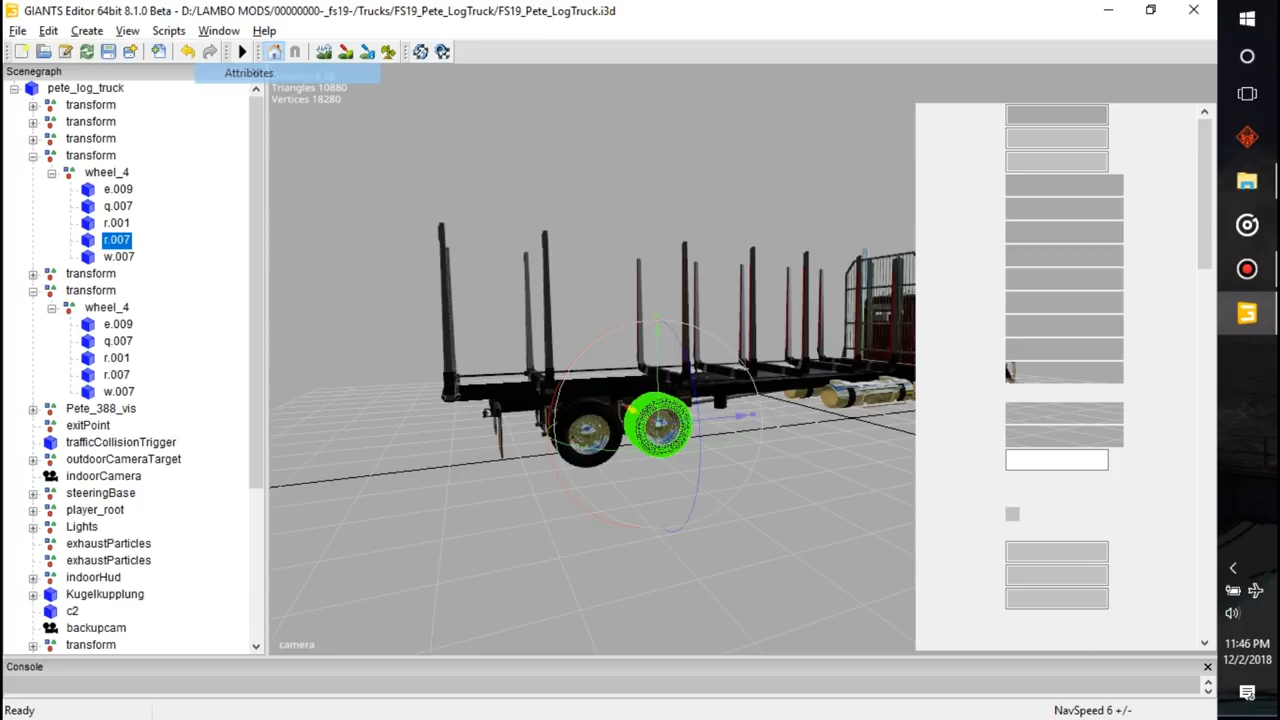 GIANTS Editor 64bit 8.1.0 Beta - D:/LAMBO MODS/00000000-_fs19-/Trucks/FS19_Pete_LogTruck/FS19_Pete_LogTruck.i3d
File Edit Create View Scripts Window Help
Scenegraph
Attributes
Triangles 10880
Vertices 18280
pete_log_truck
transform
transform
transform
transform
wheel_4
e.009
q.007
r.001
r.007
w.007
transform
transform
wheel_4
e.009
q.007
r.001
r.007
w.007
Pete_388_vis
exitPoint
trafficCollisionTrigger
outdoorCameraTarget
indoorCamera
steeringBase
player_root
Lights
exhaustParticles
exhaustParticles
indoorHud
Kugelkupplung
c2
backupcam
transform
camera
Console
Ready
NavSpeed 6 +/-
11:46 PM
12/2/2018